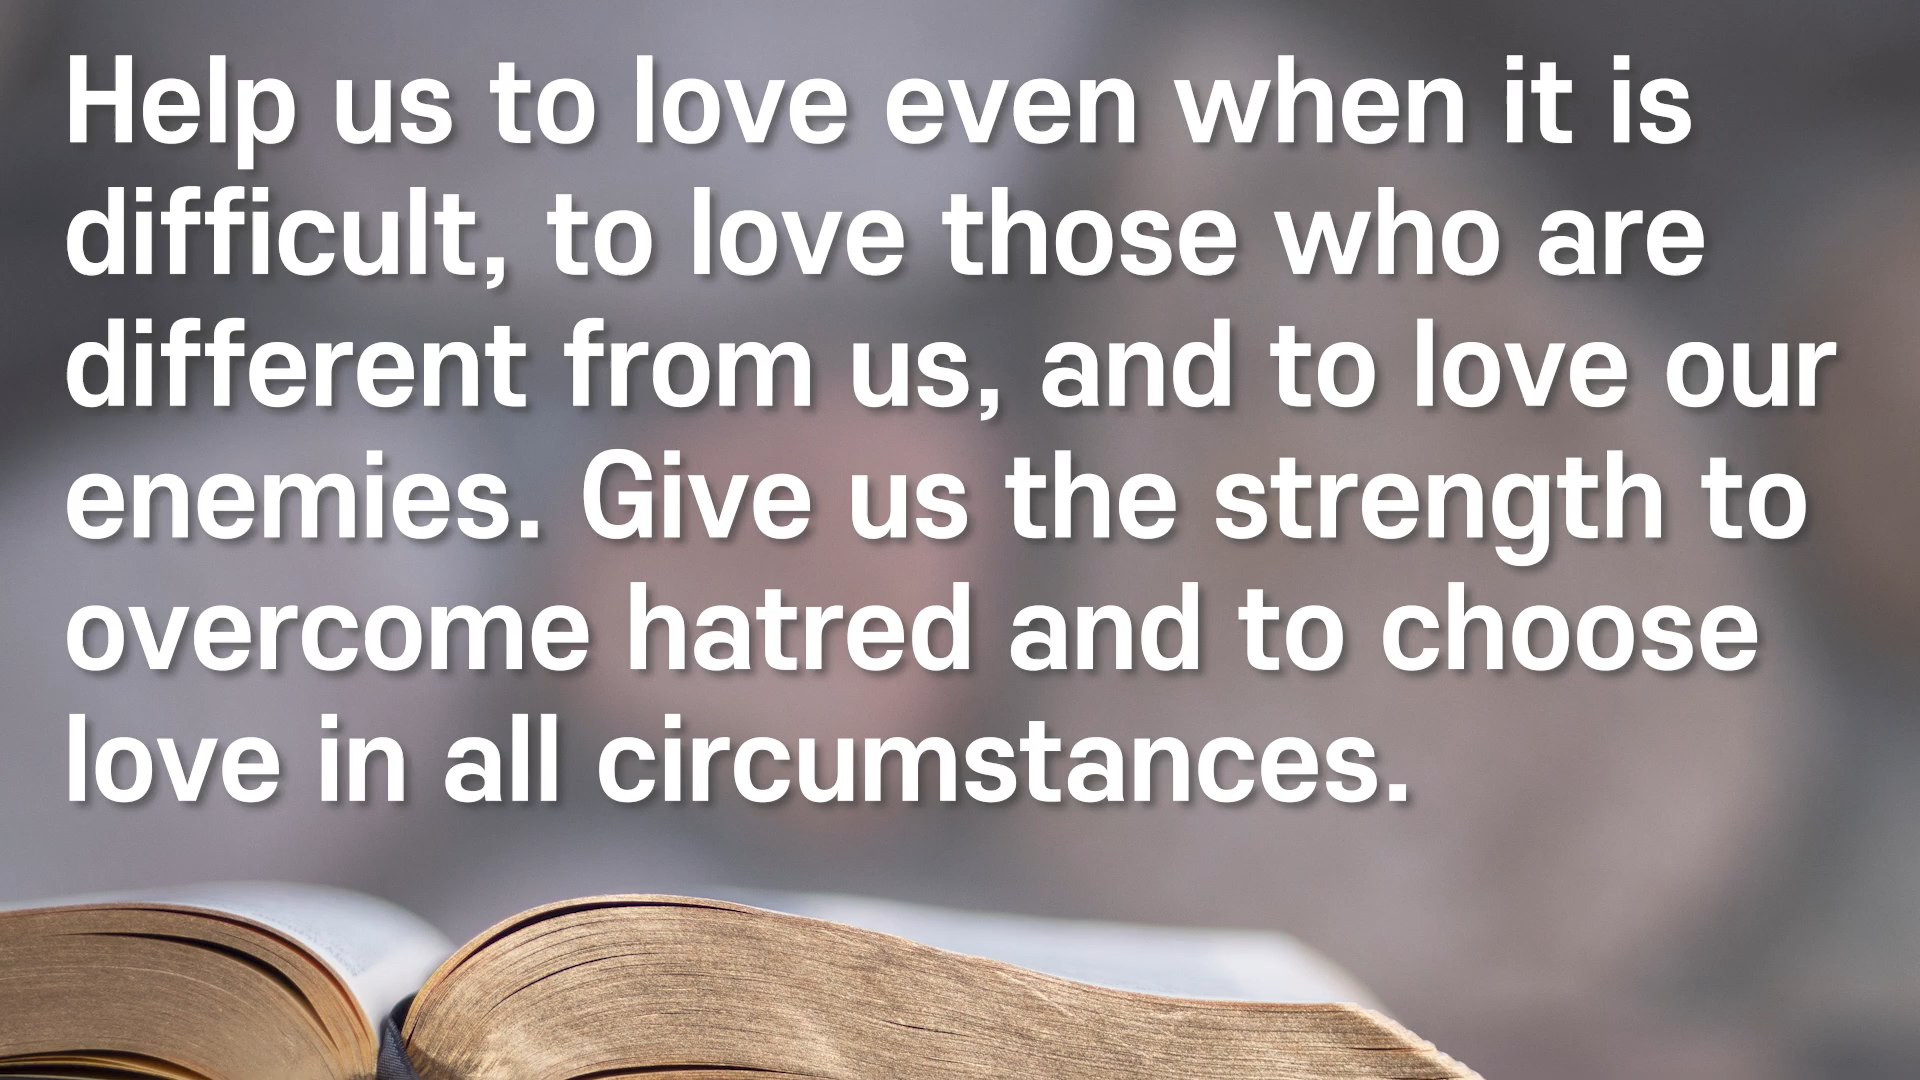 Help us to love even when it is
difficult, to love those who are
different from us, and to love our
enemies. Give us the strength to
overcome hatred and to choose
love in all circumstances.